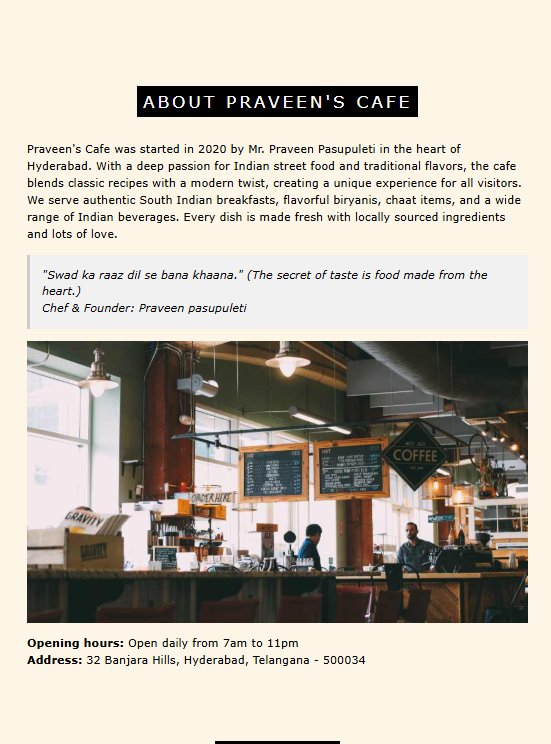 ABOUT PRAVEEN'S CAFE
Praveen's Cafe was started in 2020 by Mr. Praveen Pasupuleti in the heart of
Hyderabad. With a deep passion for Indian street food and traditional flavors, the cafe
blends classic recipes with a modern twist, creating a unique experience for all visitors.
We serve authentic South Indian breakfasts, flavorful biryanis, chaat items, and a wide
range of Indian beverages. Every dish is made fresh with locally sourced ingredients
and lots of love.
"Swad ka raaz dil se bana khaana." (The secret of taste is food made from the
heart.)
Chef & Founder: Praveen pasupuleti
COFFEE
ORDER HERE
GRAVITY
GRAVITY
Opening hours: Open daily from 7am to 11pm
Address: 32 Banjara Hills, Hyderabad, Telangana - 500034